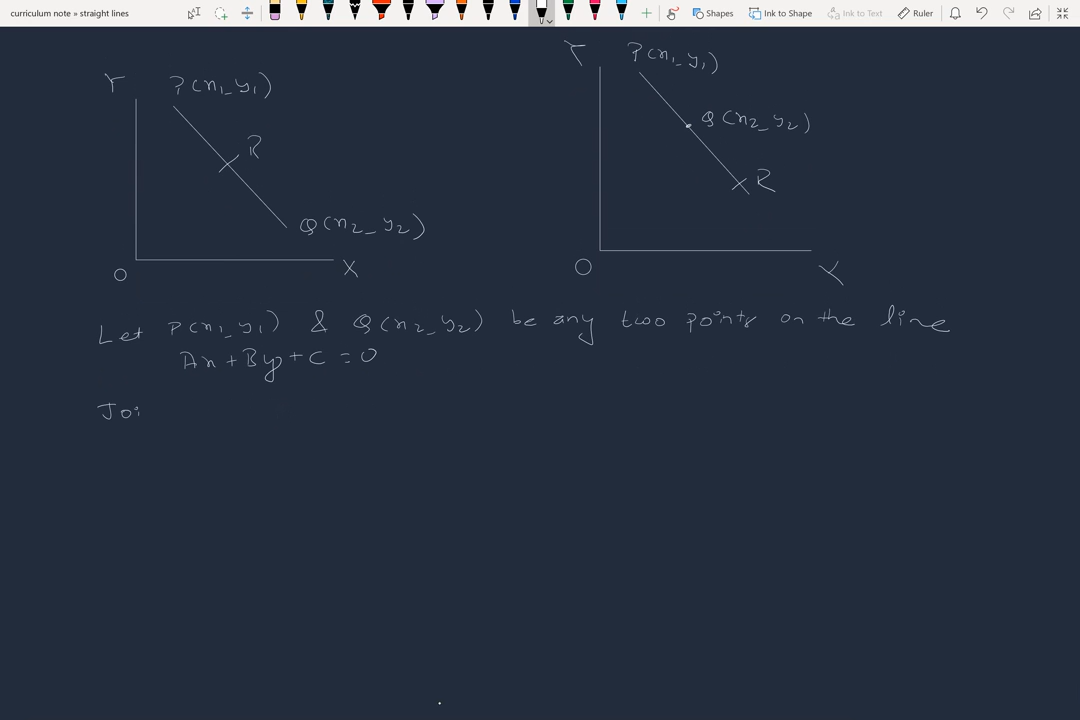 curriculum note » straight lines
Shapes
Ink to Shape
Ink to Text
Ruler
Y
P(x₁, y₁)
R
Q(x₂, y₂)
O
X
Y
P(x₁, y₁)
Q(x₂, y₂)
R
O
X
Let P(x₁, y₁) & Q(x₂, y₂) be any two points on the line
Ax + By + C = 0
Joi